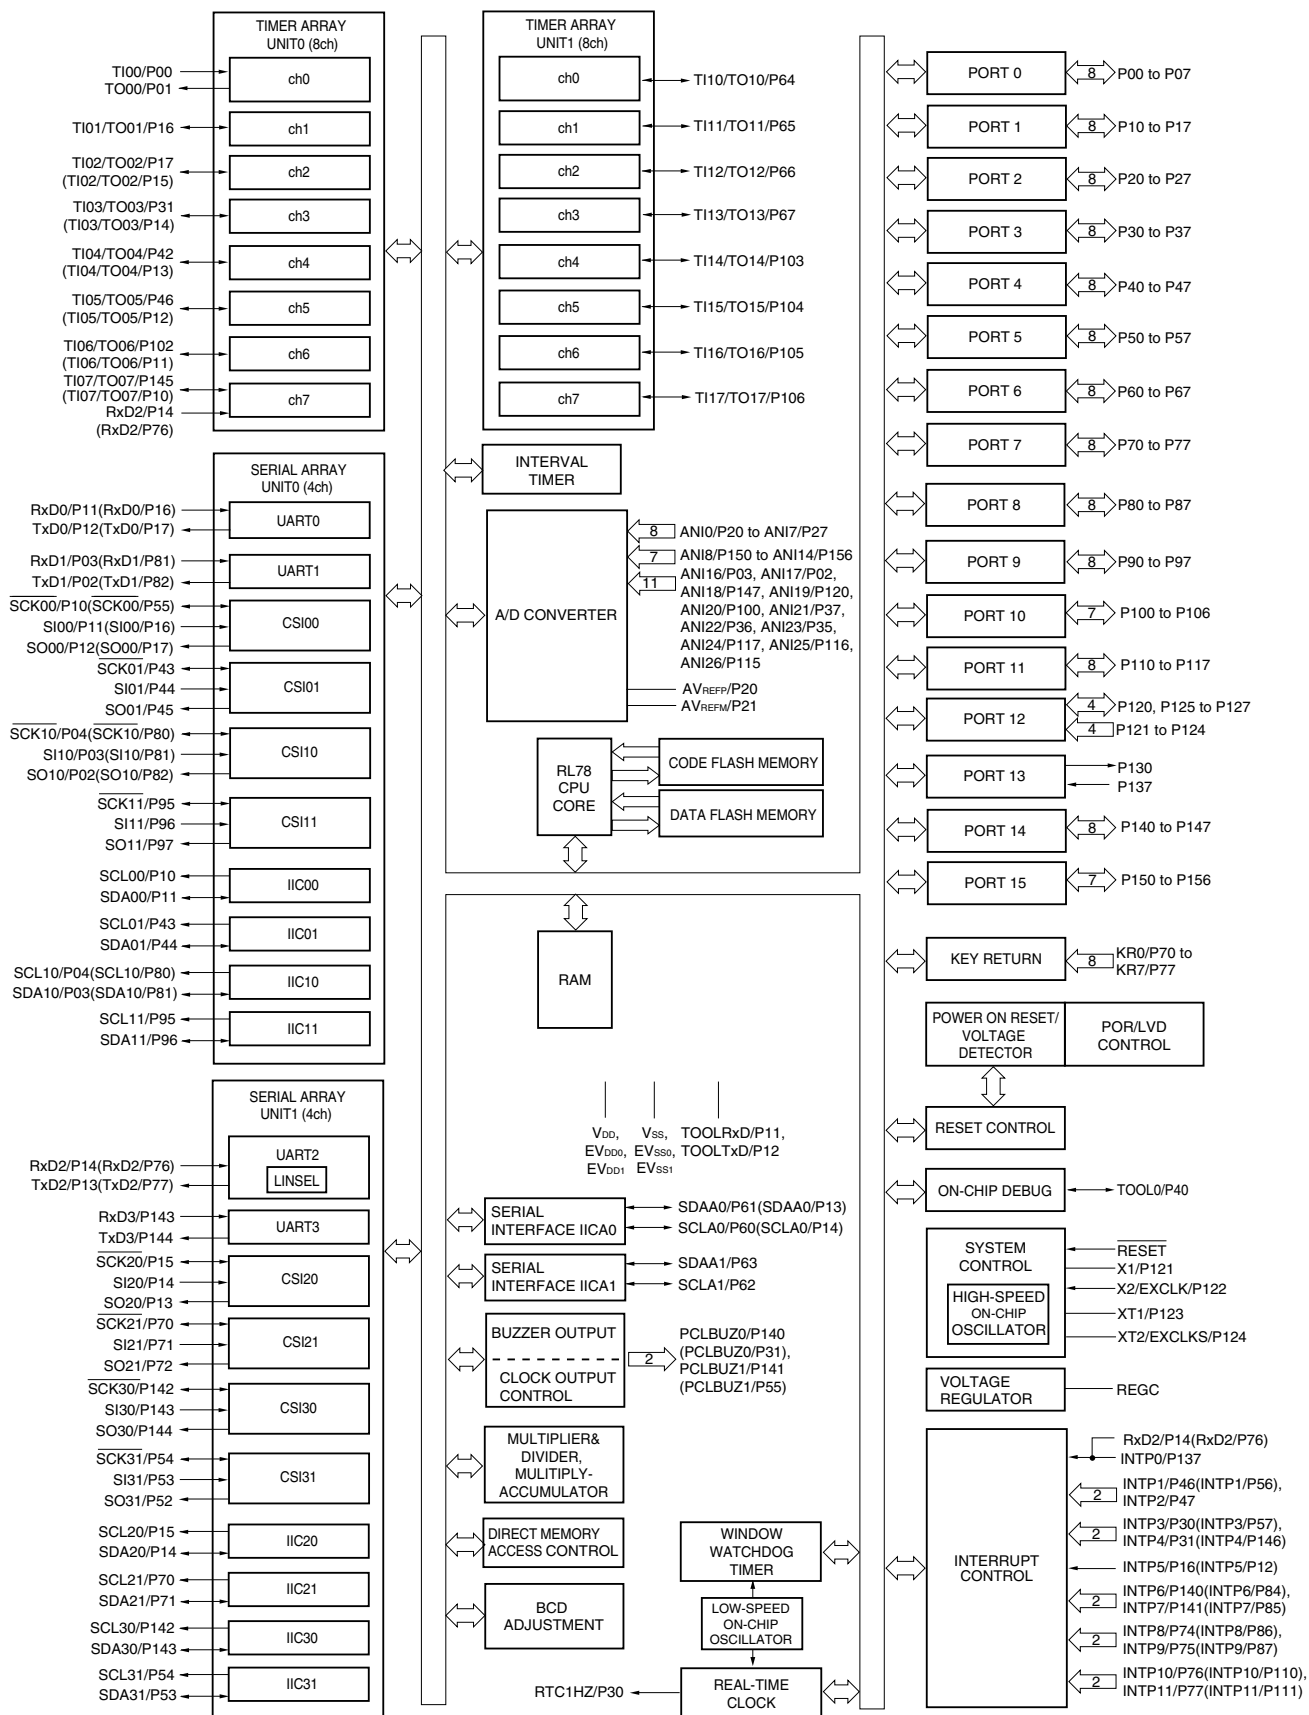 TIMER ARRAY
UNIT0 (8ch)
TI00/P00
TO00/P01
ch0
TI01/TO01/P16
ch1
TI02/TO02/P17
(TI02/TO02/P15)
ch2
TI03/TO03/P31
(TI03/TO03/P14)
ch3
TI04/TO04/P42
(TI04/TO04/P13)
ch4
TI05/TO05/P46
(TI05/TO05/P12)
ch5
TI06/TO06/P102
(TI06/TO06/P11)
ch6
TI07/TO07/P145
(TI07/TO07/P10)
RxD2/P14
(RxD2/P76)
ch7
SERIAL ARRAY
UNIT0 (4ch)
RxD0/P11(RxD0/P16)
TxD0/P12(TxD0/P17)
UART0
RxD1/P03(RxD1/P81)
TxD1/P02(TxD1/P82)
UART1
SCK00/P10(SCK00/P55)
SI00/P11(SI00/P16)
SO00/P12(SO00/P17)
CSI00
SCK01/P43
SI01/P44
SO01/P45
CSI01
SCK10/P04(SCK10/P80)
SI10/P03(SI10/P81)
SO10/P02(SO10/P82)
CSI10
SCK11/P95
SI11/P96
SO11/P97
CSI11
SCL00/P10
SDA00/P11
IIC00
SCL01/P43
SDA01/P44
IIC01
SCL10/P04(SCL10/P80)
SDA10/P03(SDA10/P81)
IIC10
SCL11/P95
SDA11/P96
IIC11
SERIAL ARRAY
UNIT1 (4ch)
RxD2/P14(RxD2/P76)
TxD2/P13(TxD2/P77)
UART2
LINSEL
RxD3/P143
TxD3/P144
UART3
SCK20/P15
SI20/P14
SO20/P13
CSI20
SCK21/P70
SI21/P71
SO21/P72
CSI21
SCK30/P142
SI30/P143
SO30/P144
CSI30
SCK31/P54
SI31/P53
SO31/P52
CSI31
SCL20/P15
SDA20/P14
IIC20
SCL21/P70
SDA21/P71
IIC21
SCL30/P142
SDA30/P143
IIC30
SCL31/P54
SDA31/P53
IIC31
TIMER ARRAY
UNIT1 (8ch)
ch0
TI10/TO10/P64
ch1
TI11/TO11/P65
ch2
TI12/TO12/P66
ch3
TI13/TO13/P67
ch4
TI14/TO14/P103
ch5
TI15/TO15/P104
ch6
TI16/TO16/P105
ch7
TI17/TO17/P106
INTERVAL
TIMER
A/D CONVERTER
8 ANI0/P20 to ANI7/P27
7 ANI8/P150 to ANI14/P156
11 ANI16/P03, ANI17/P02,
ANI18/P147, ANI19/P120,
ANI20/P100, ANI21/P37,
ANI22/P36, ANI23/P35,
ANI24/P117, ANI25/P116,
ANI26/P115
AVREFP/P20
AVREFM/P21
RL78
CPU
CORE
CODE FLASH MEMORY
DATA FLASH MEMORY
RAM
VDD,
EVDD0,
EVDD1
VSS,
EVSS0,
EVSS1
TOOLRxD/P11,
TOOLTxD/P12
SERIAL
INTERFACE IICA0
SDAA0/P61(SDAA0/P13)
SCLA0/P60(SCLA0/P14)
SERIAL
INTERFACE IICA1
SDAA1/P63
SCLA1/P62
BUZZER OUTPUT
CLOCK OUTPUT
CONTROL
2
PCLBUZ0/P140
(PCLBUZ0/P31),
PCLBUZ1/P141
(PCLBUZ1/P55)
MULTIPLIER&
DIVIDER,
MULITIPLY-
ACCUMULATOR
DIRECT MEMORY
ACCESS CONTROL
BCD
ADJUSTMENT
WINDOW
WATCHDOG
TIMER
LOW-SPEED
ON-CHIP
OSCILLATOR
RTC1HZ/P30
REAL-TIME
CLOCK
PORT 0 8 P00 to P07
PORT 1 8 P10 to P17
PORT 2 8 P20 to P27
PORT 3 8 P30 to P37
PORT 4 8 P40 to P47
PORT 5 8 P50 to P57
PORT 6 8 P60 to P67
PORT 7 8 P70 to P77
PORT 8 8 P80 to P87
PORT 9 8 P90 to P97
PORT 10 7 P100 to P106
PORT 11 8 P110 to P117
PORT 12
4 P120, P125 to P127
4 P121 to P124
PORT 13
P130
P137
PORT 14 8 P140 to P147
PORT 15 7 P150 to P156
KEY RETURN
8
KR0/P70 to
KR7/P77
POWER ON RESET/
VOLTAGE
DETECTOR
POR/LVD
CONTROL
RESET CONTROL
ON-CHIP DEBUG
TOOL0/P40
SYSTEM
CONTROL
HIGH-SPEED
ON-CHIP
OSCILLATOR
RESET
X1/P121
X2/EXCLK/P122
XT1/P123
XT2/EXCLKS/P124
VOLTAGE
REGULATOR
REGC
INTERRUPT
CONTROL
RxD2/P14(RxD2/P76)
INTP0/P137
2
INTP1/P46(INTP1/P56),
INTP2/P47
2
INTP3/P30(INTP3/P57),
INTP4/P31(INTP4/P146)
INTP5/P16(INTP5/P12)
2
INTP6/P140(INTP6/P84),
INTP7/P141(INTP7/P85)
2
INTP8/P74(INTP8/P86),
INTP9/P75(INTP9/P87)
2
INTP10/P76(INTP10/P110),
INTP11/P77(INTP11/P111)